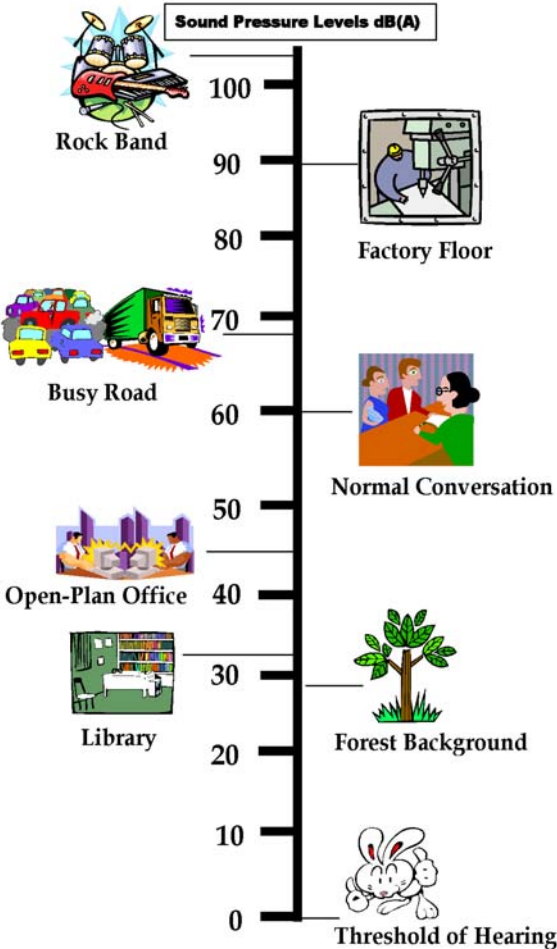 Sound Pressure Levels dB(A)
100
Rock Band
90
80
Factory Floor
70
Busy Road
60
Normal Conversation
50
Open-Plan Office
40
30
Library
Forest Background
20
10
0
Threshold of Hearing